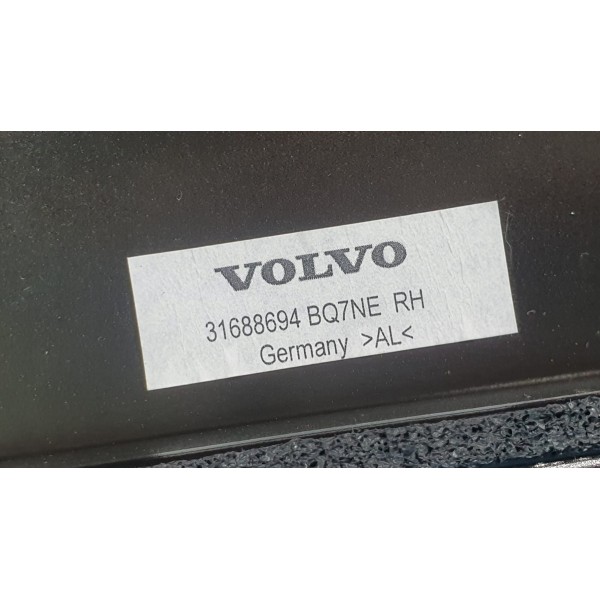 VOLVO
31688694 BQ7NE RH
Germany >AL<